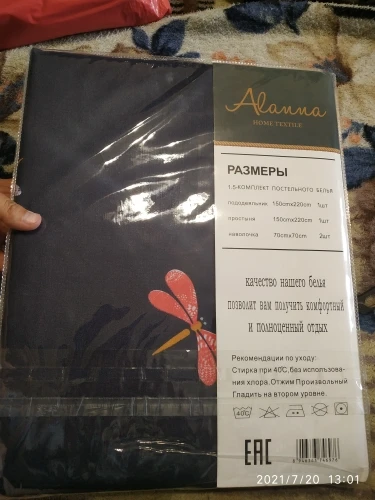 Alanna
HOME TEXTILE
РАЗМЕРЫ
1.5-КОМПЛЕКТ ПОСТЕЛЬНОГО БЕЛЬЯ
пододеяльник 150cmX220cm 1шт
простыня 150cmX220cm 1шт
наволочка 70cmX70cm 2шт
качество нашего белья
позволит вам получить комфортный
и полноценный отдых
Рекомендации по уходу:
Стирка при 40С,без использова-
ния хлора.Отжим Произвольный
Гладить на втором уровне
40C
EAC
2021/7/20 13:01